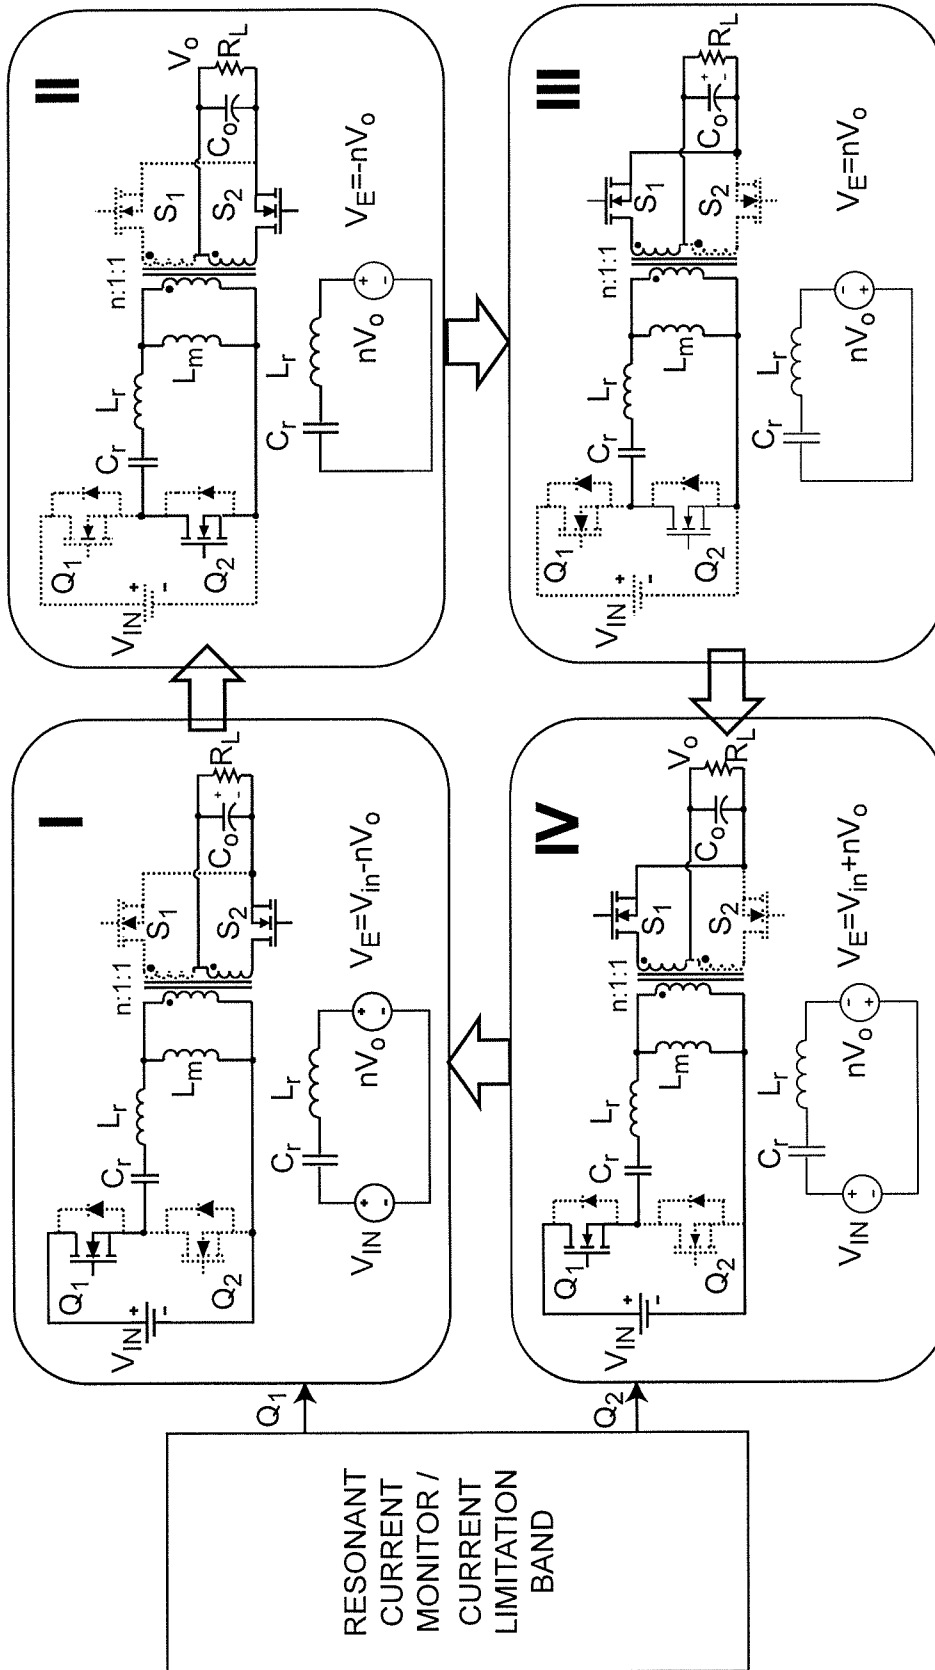 RESONANT
CURRENT
MONITOR /
CURRENT
LIMITATION
BAND
Q1
Q2
I
VIN
+
-
Q1
Q2
Cr
Lr
Lm
n:1:1
S1
S2
Co
+
-
RL
VIN
+
-
Cr
Lr
nVo
+
-
VE=Vin-nVo
II
VIN
+
-
Q1
Q2
Cr
Lr
Lm
n:1:1
S1
S2
Co
Vo
RL
Cr
Lr
nVo
+
-
VE=-nVo
IV
VIN
+
-
Q1
Q2
Cr
Lr
Lm
n:1:1
S1
S2
Co
Vo
RL
VIN
+
-
Cr
Lr
nVo
-
+
VE=Vin+nVo
III
VIN
+
-
Q1
Q2
Cr
Lr
Lm
n:1:1
S1
S2
Co
+
-
RL
Cr
Lr
nVo
-
+
VE=nVo